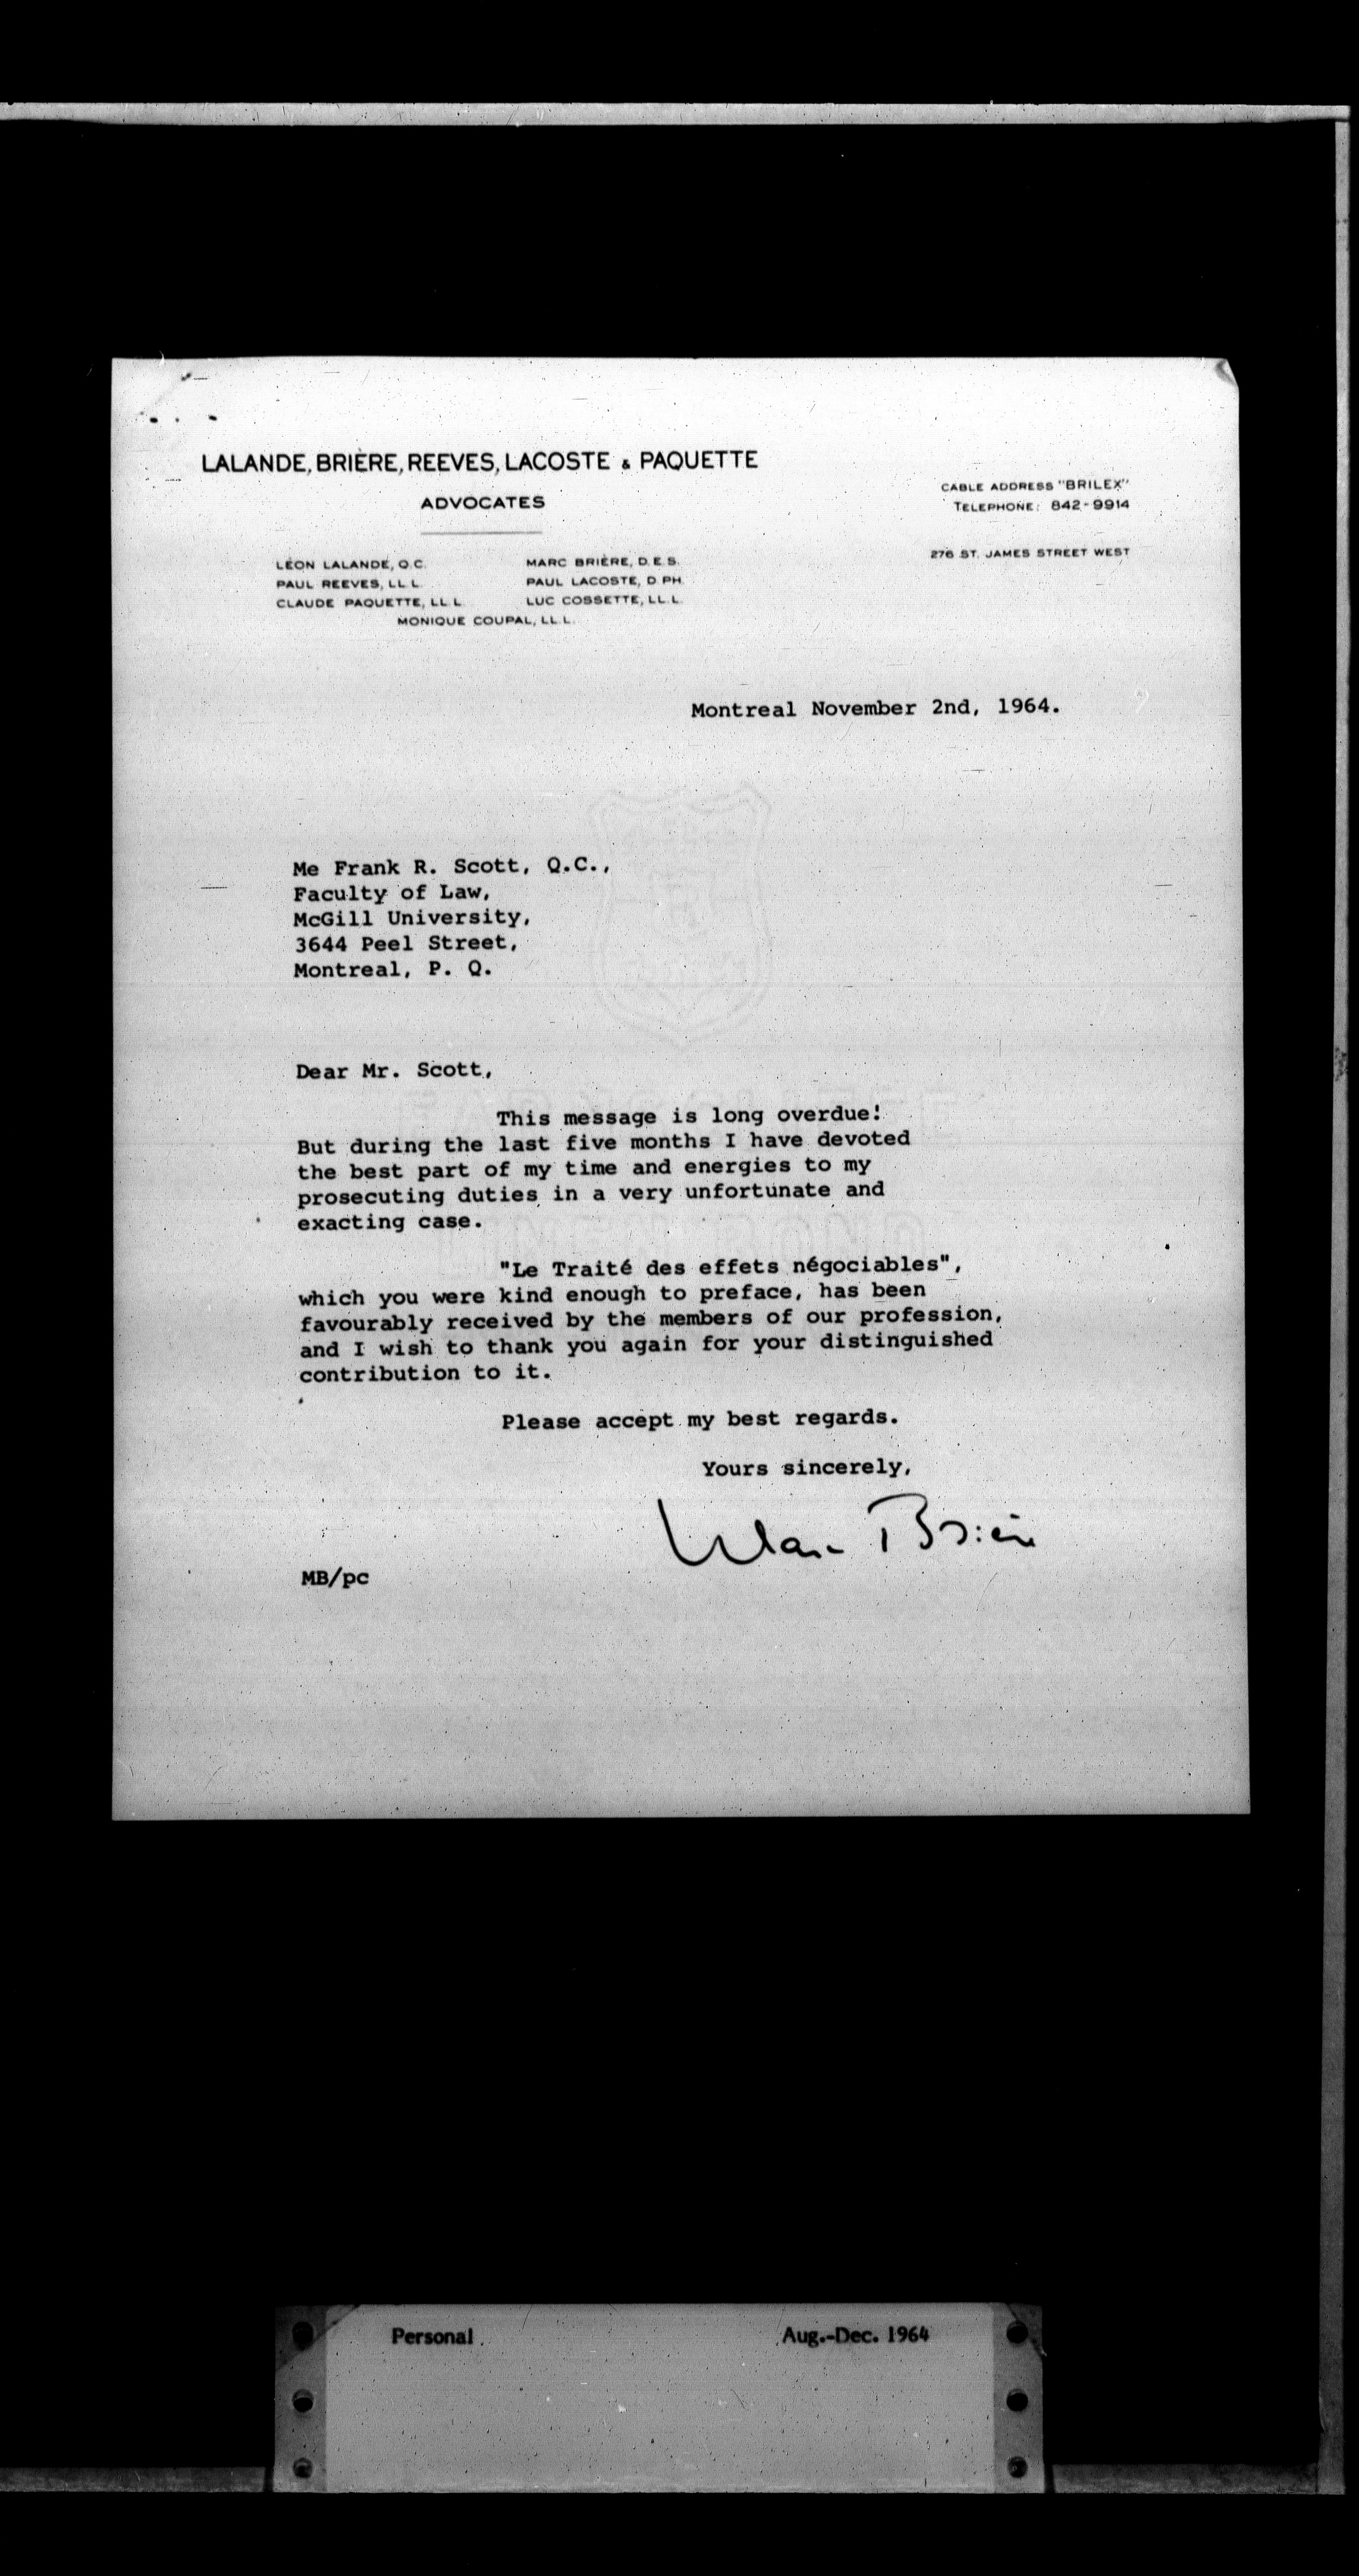 LALANDE, BRIÈRE, REEVES, LACOSTE & PAQUETTE
ADVOCATES
CABLE ADDRESS "BRILEX"
TELEPHONE: 842-9914
276 ST. JAMES STREET WEST
LÉON LALANDE, Q.C. MARC BRIÈRE, D.E.S.
PAUL REEVES, LL.L. PAUL LACOSTE, D.PH.
CLAUDE PAQUETTE, LL.L. LUC COSSETTE, LL.L.
MONIQUE COUPAL, LL.L.
Montreal November 2nd, 1964.
Me Frank R. Scott, Q.C.,
Faculty of Law,
McGill University,
3644 Peel Street,
Montreal, P. Q.
Dear Mr. Scott,
This message is long overdue!
But during the last five months I have devoted
the best part of my time and energies to my
prosecuting duties in a very unfortunate and
exacting case.
"Le Traité des effets négociables",
which you were kind enough to preface, has been
favourably received by the members of our profession,
and I wish to thank you again for your distinguished
contribution to it.
Please accept my best regards.
Yours sincerely,
Marc Brière
MB/pc
Personal Aug.-Dec. 1964